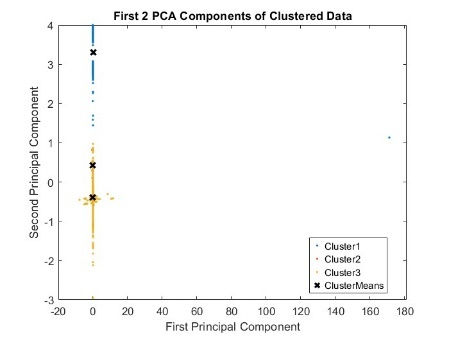 First 2 PCA Components of Clustered Data
4
3
2
1
0
-1
-2
-3
Second Principal Component
-20 0 20 40 60 80 100 120 140 160 180
First Principal Component
Cluster1
Cluster2
Cluster3
ClusterMeans